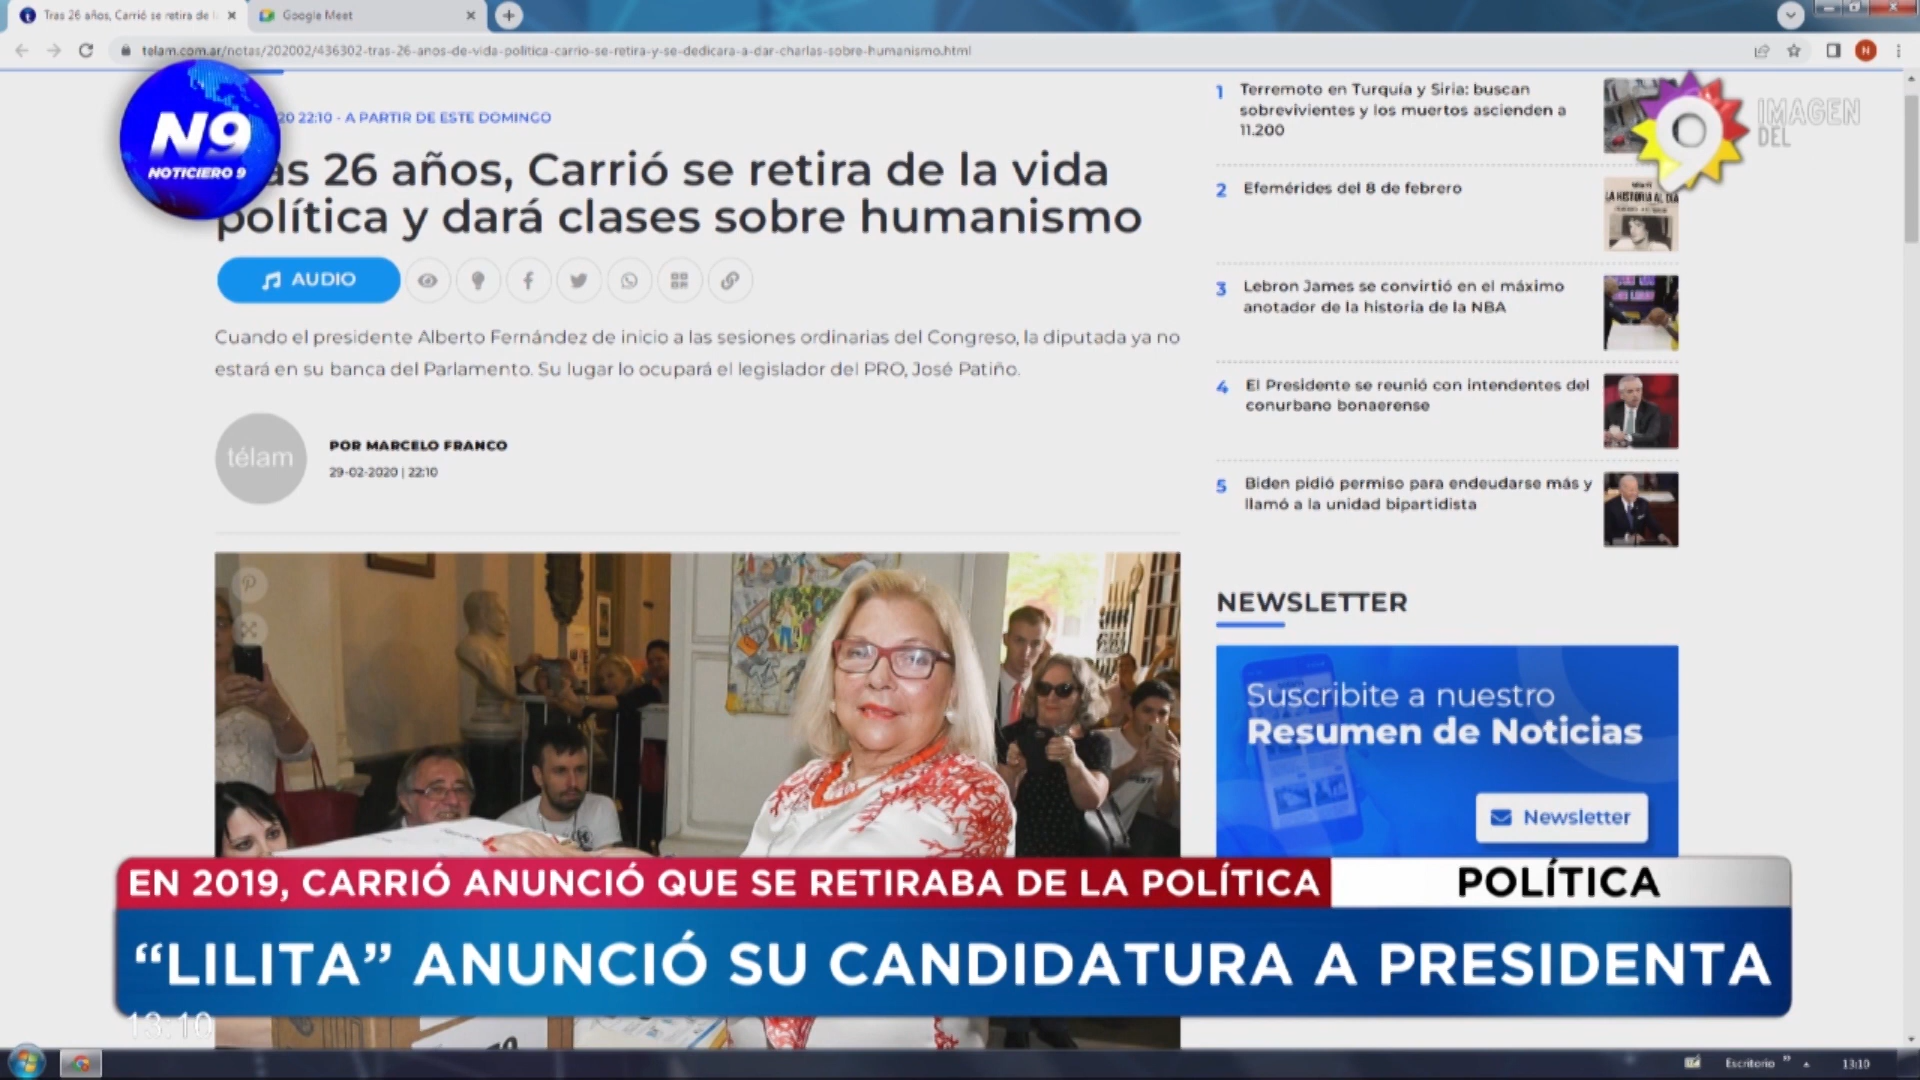 Tras 26 años, Carrió se retira de l
Google Meet
telam.com.ar/notas/202002/436302-tras-26-anos-de-vida-politica-carrio-se-retira-y-se-dedicara-a-dar-charlas-sobre-humanismo.html
N
N9
NOTICIERO 9
IMAGEN
DEL
20 22:10 - A PARTIR DE ESTE DOMINGO
as 26 años, Carrió se retira de la vida
política y dará clases sobre humanismo
AUDIO
Cuando el presidente Alberto Fernández de inicio a las sesiones ordinarias del Congreso, la diputada ya no
estará en su banca del Parlamento. Su lugar lo ocupará el legislador del PRO, José Patiño.
télam
POR MARCELO FRANCO
29-02-2020 | 22:10
1 Terremoto en Turquía y Siria: buscan
sobrevivientes y los muertos ascienden a
11.200
2 Efemérides del 8 de febrero
LA HISTORIA AL DÍA
3 Lebron James se convirtió en el máximo
anotador de la historia de la NBA
4 El Presidente se reunió con intendentes del
conurbano bonaerense
5 Biden pidió permiso para endeudarse más y
llamó a la unidad bipartidista
NEWSLETTER
Suscribite a nuestro
Resumen de Noticias
Newsletter
EN 2019, CARRIÓ ANUNCIÓ QUE SE RETIRABA DE LA POLÍTICA
POLÍTICA
“LILITA” ANUNCIÓ SU CANDIDATURA A PRESIDENTA
13:10
Escritorio
13:10